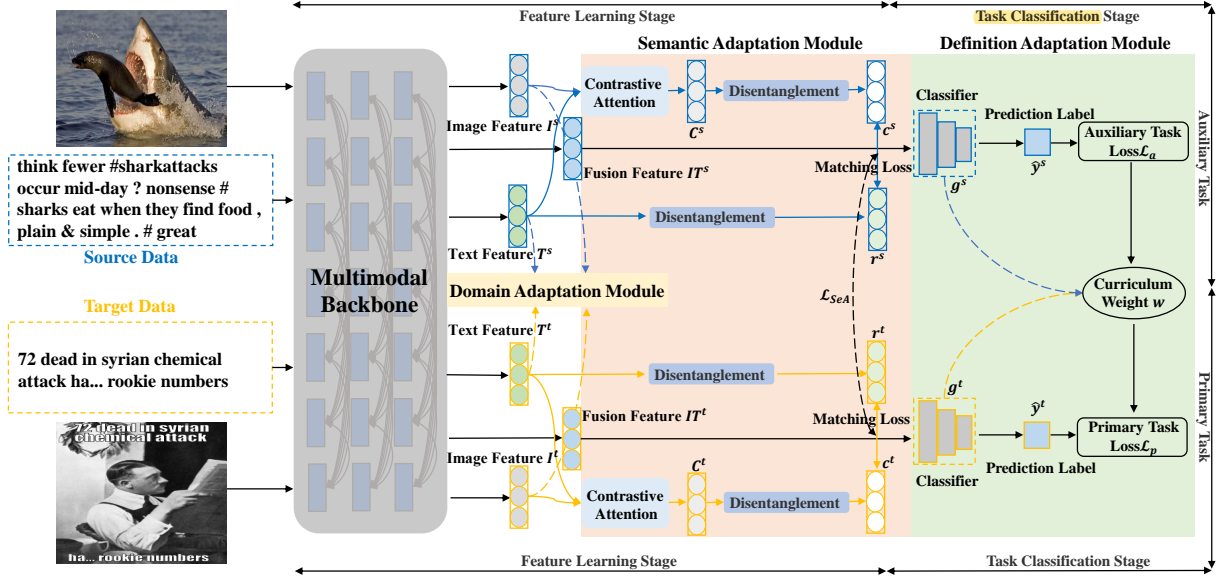 Feature Learning Stage
Task Classification Stage
Semantic Adaptation Module
Definition Adaptation Module
Contrastive
Attention
C^s
Disentanglement
c^s
Image Feature I^s
Classifier
Prediction Label
ŷ^s
Auxiliary Task
Loss ℒ_a
g^s
Auxiliary Task
think fewer #sharkattacks
occur mid-day ? nonsense #
sharks eat when they find food ,
plain & simple . # great
Source Data
Fusion Feature IT^s
Matching Loss
Disentanglement
r^s
Text Feature T^s
Multimodal
Backbone
Domain Adaptation Module
ℒ_SeA
Curriculum
Weight w
Target Data
72 dead in syrian chemical
attack ha... rookie numbers
Text Feature T^t
Disentanglement
r^t
Fusion Feature IT^t
Matching Loss
g^t
ŷ^t
Primary Task
Loss ℒ_p
Primary Task
Image Feature I^t
Prediction Label
Classifier
Contrastive
Attention
C^t
Disentanglement
c^t
72 dead in syrian
chemical attack
ha... rookie numbers
Feature Learning Stage
Task Classification Stage